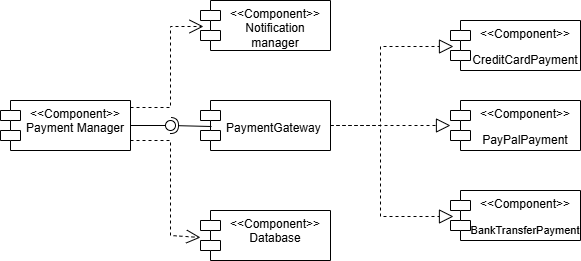 <<Component>>
Notification
manager
<<Component>>
CreditCardPayment
<<Component>>
Payment Manager
PaymentGateway
<<Component>>
PayPalPayment
<<Component>>
Database
<<Component>>
BankTransferPayment